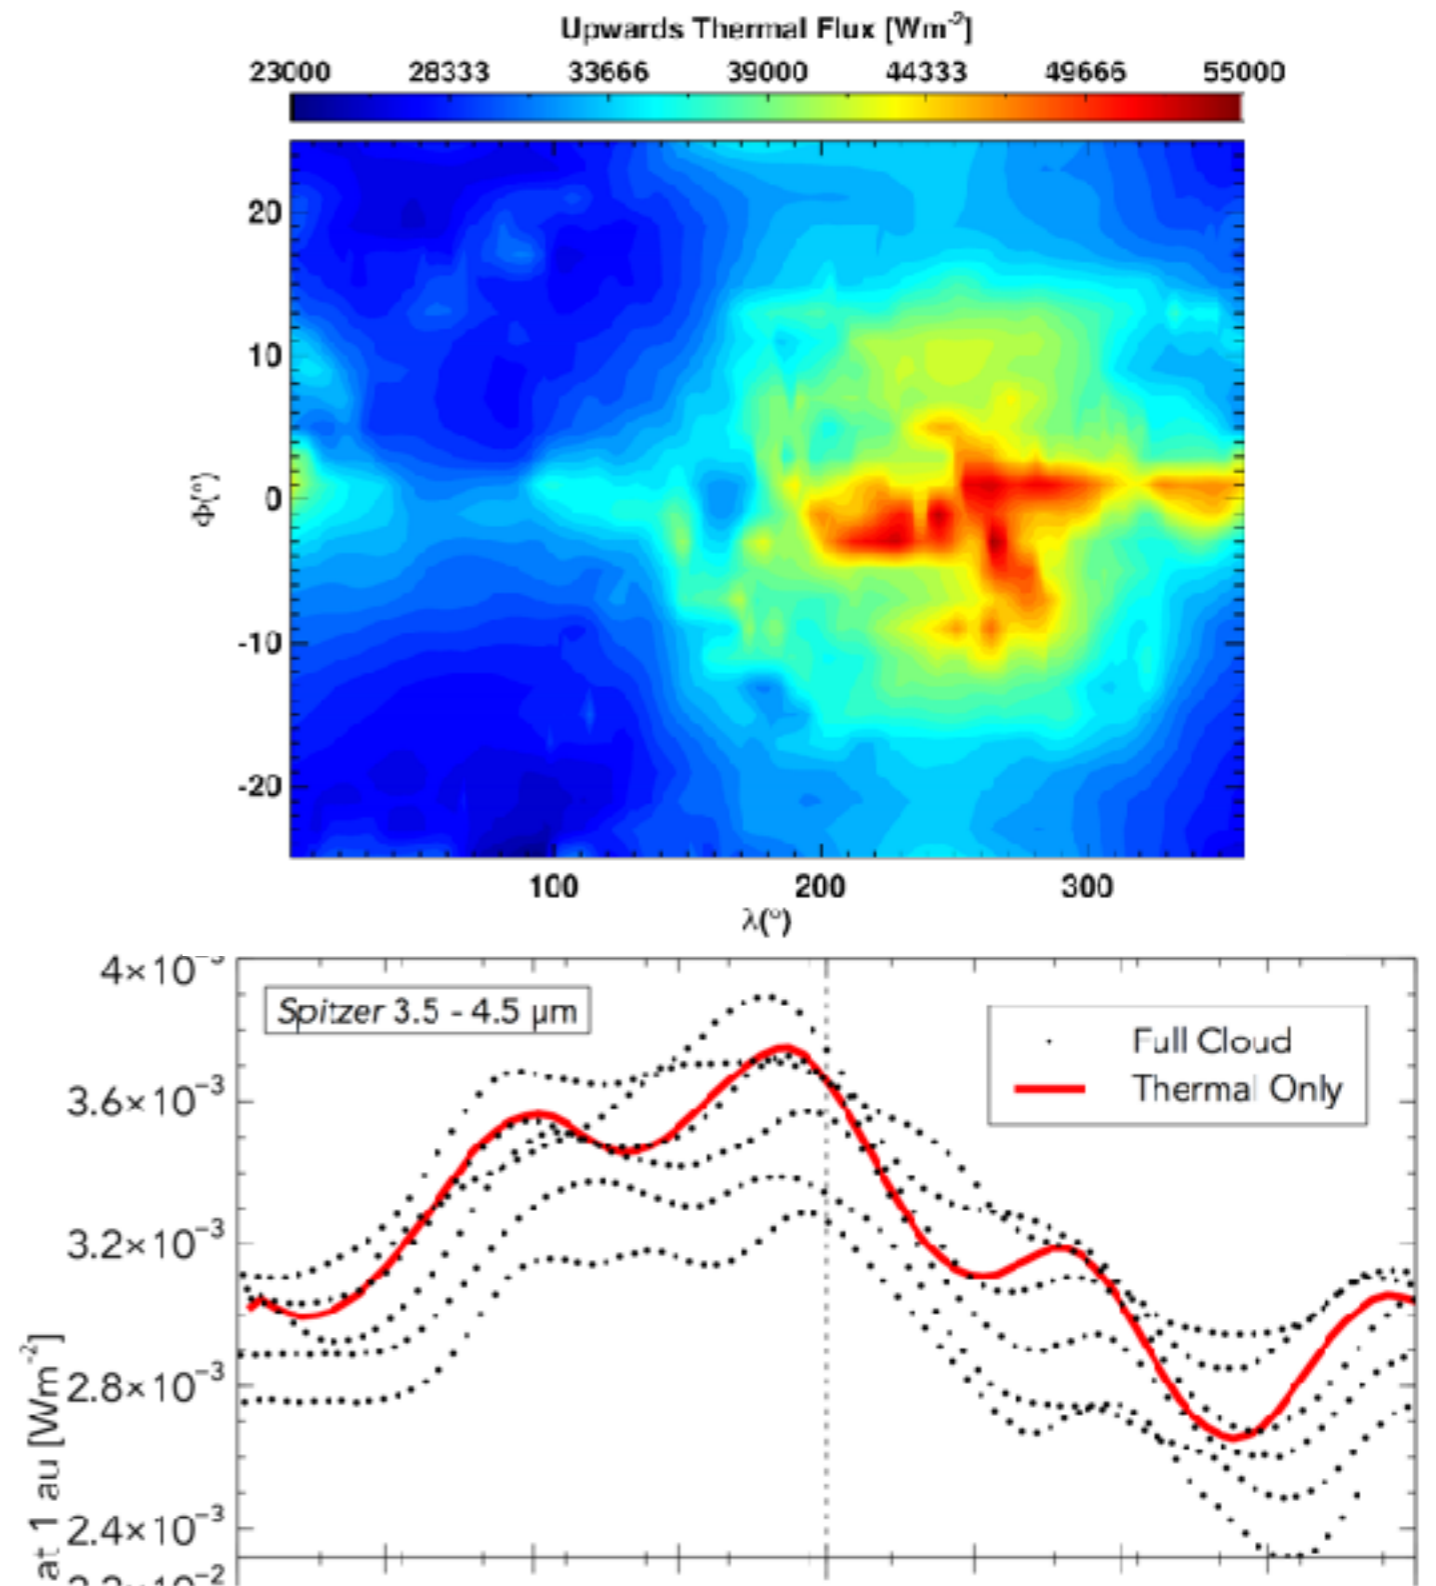 Upwards Thermal Flux [Wm⁻²]
23000 28333 33666 39000 44333 49665 55000
20
10
0
-10
-20
Φ(°)
100 200 300
λ(°)
4×10⁻³
Spitzer 3.5 - 4.5 µm
Full Cloud
Thermal Only
3.6×10⁻³
3.2×10⁻³
2.8×10⁻³
2.4×10⁻³
at 1 au [Wm⁻²]